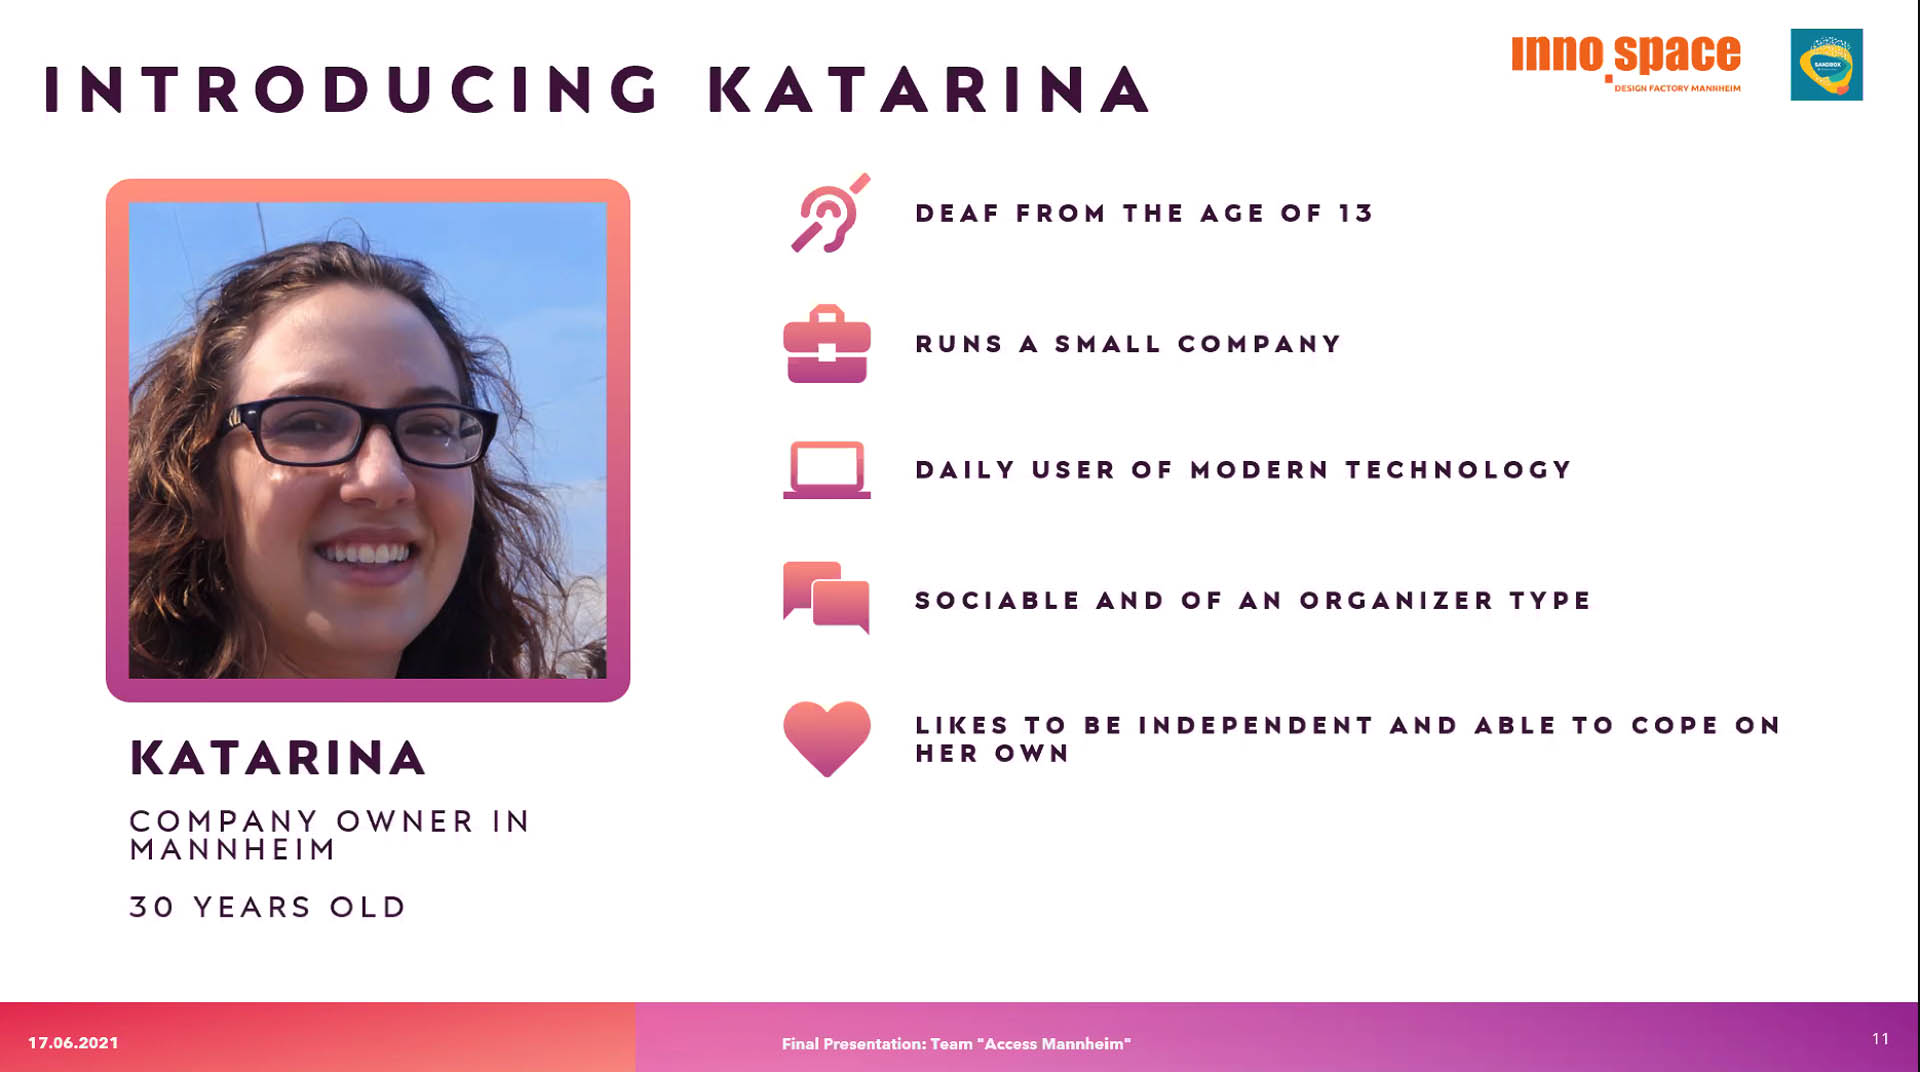 INTRODUCING KATARINA
inno.space
DESIGN FACTORY MANNHEIM
SANDBOX
DEAF FROM THE AGE OF 13
RUNS A SMALL COMPANY
DAILY USER OF MODERN TECHNOLOGY
SOCIABLE AND OF AN ORGANIZER TYPE
LIKES TO BE INDEPENDENT AND ABLE TO COPE ON
HER OWN
KATARINA
COMPANY OWNER IN
MANNHEIM
30 YEARS OLD
17.06.2021
Final Presentation: Team "Access Mannheim"
11